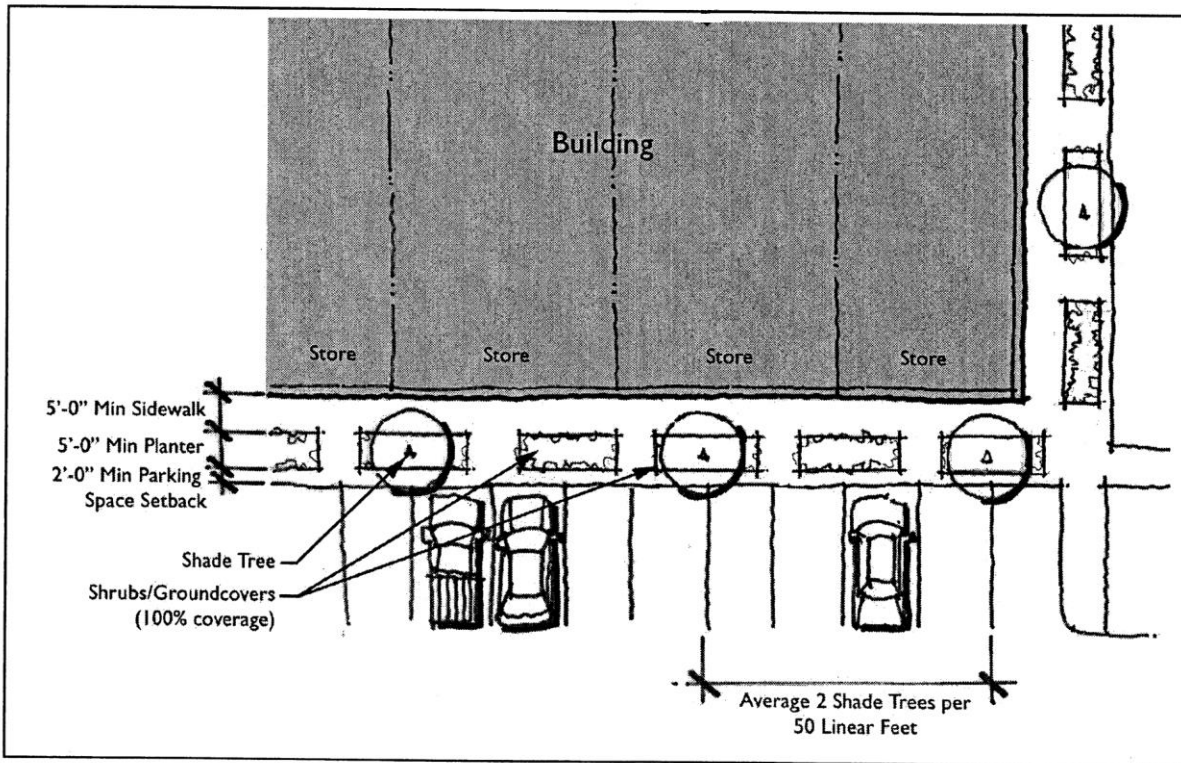 Building
Store
Store
Store
Store
5'-0" Min Sidewalk
5'-0" Min Planter
2'-0" Min Parking
Space Setback
Shade Tree
Shrubs/Groundcovers
(100% coverage)
Average 2 Shade Trees per
50 Linear Feet